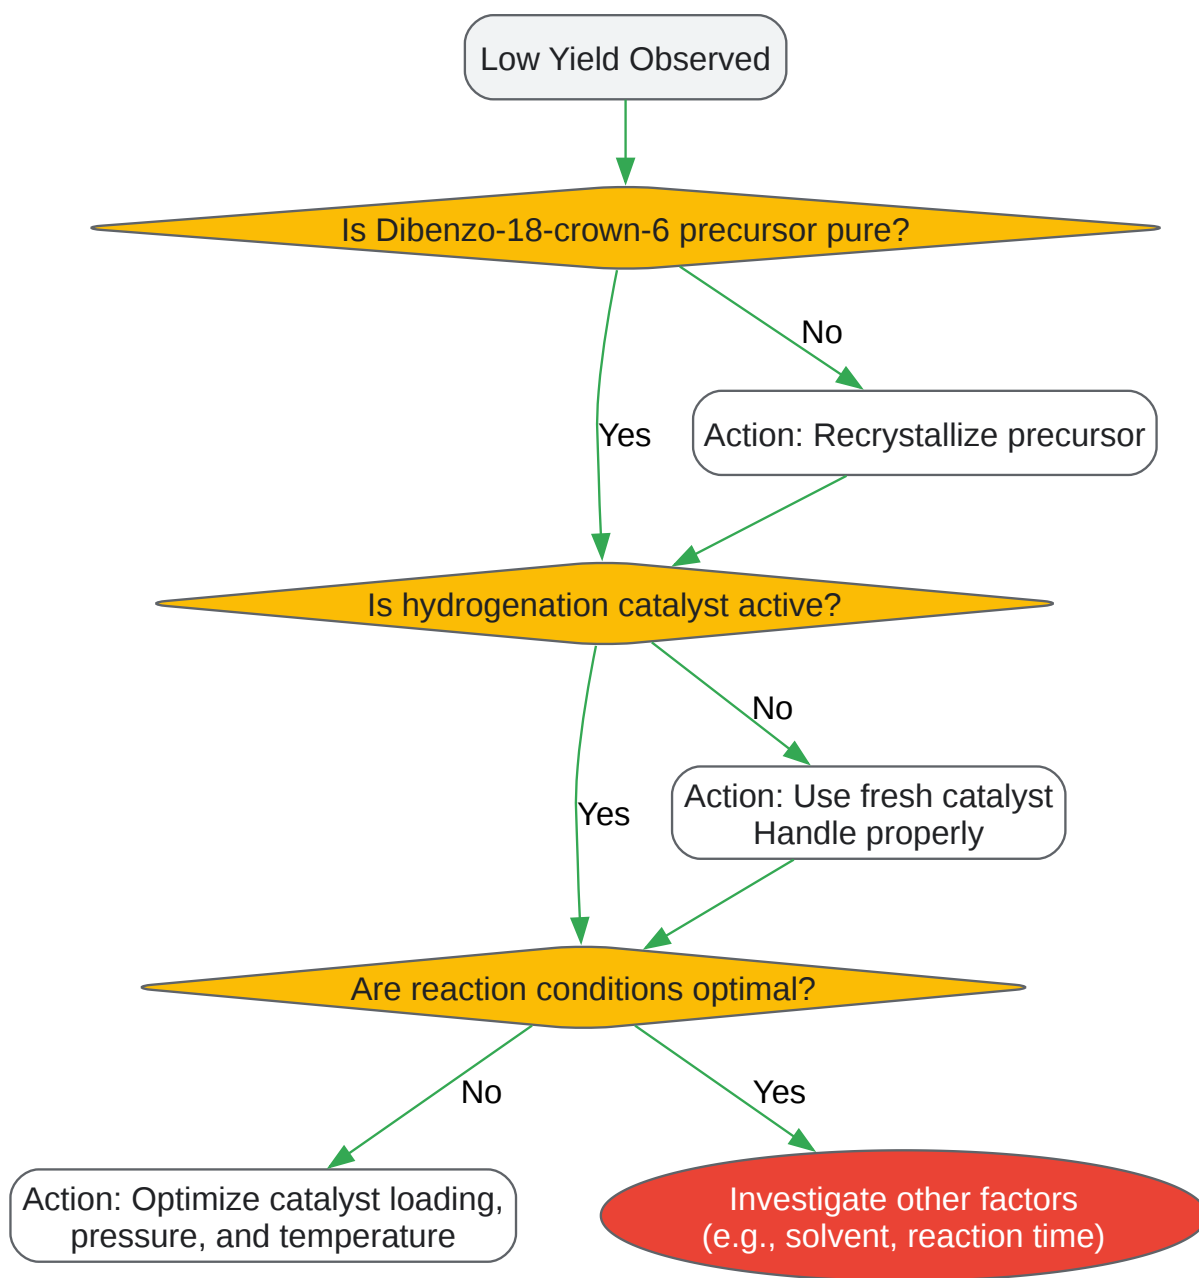 Low Yield Observed
Is Dibenzo-18-crown-6 precursor pure?
No
Yes
Action: Recrystallize precursor
Is hydrogenation catalyst active?
No
Yes
Action: Use fresh catalyst
Handle properly
Are reaction conditions optimal?
No
Yes
Action: Optimize catalyst loading,
pressure, and temperature
Investigate other factors
(e.g., solvent, reaction time)